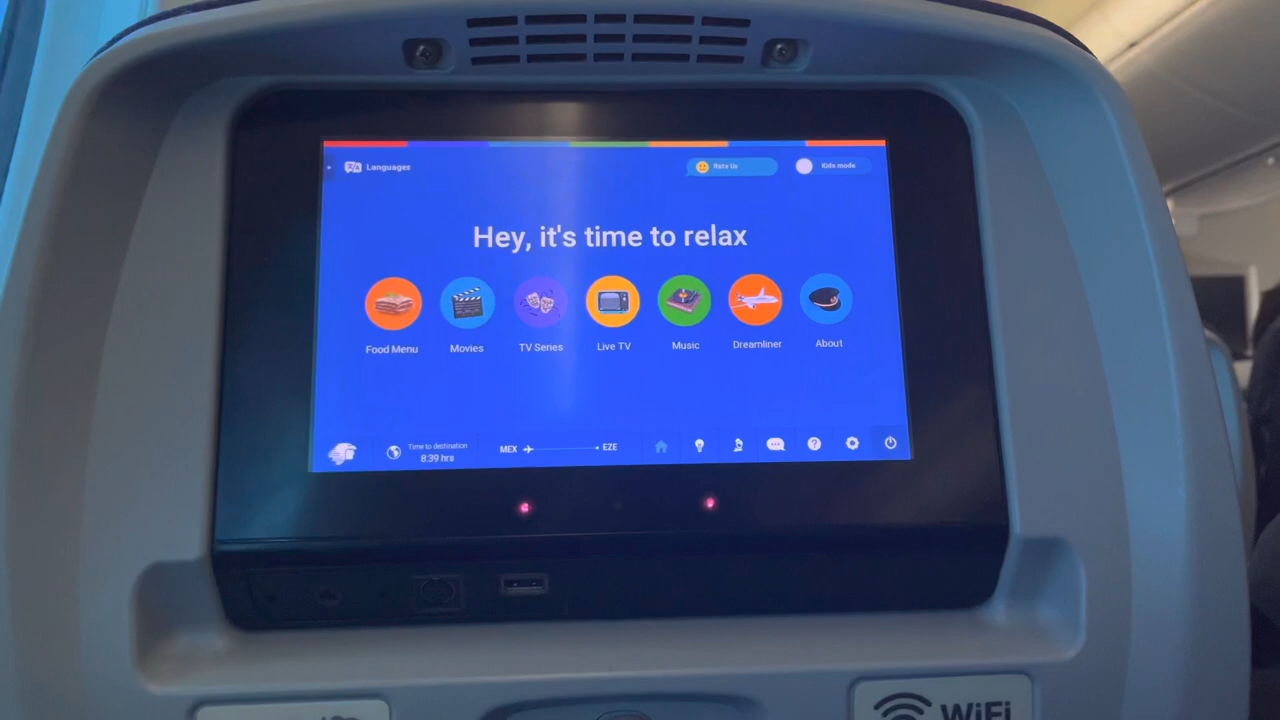 Languages
Rate Us
Kids mode
Hey, it's time to relax
Food Menu
Movies
TV Series
Live TV
Music
Dreamliner
About
Time to destination
8:39 hrs
MEX
EZE
WiFi